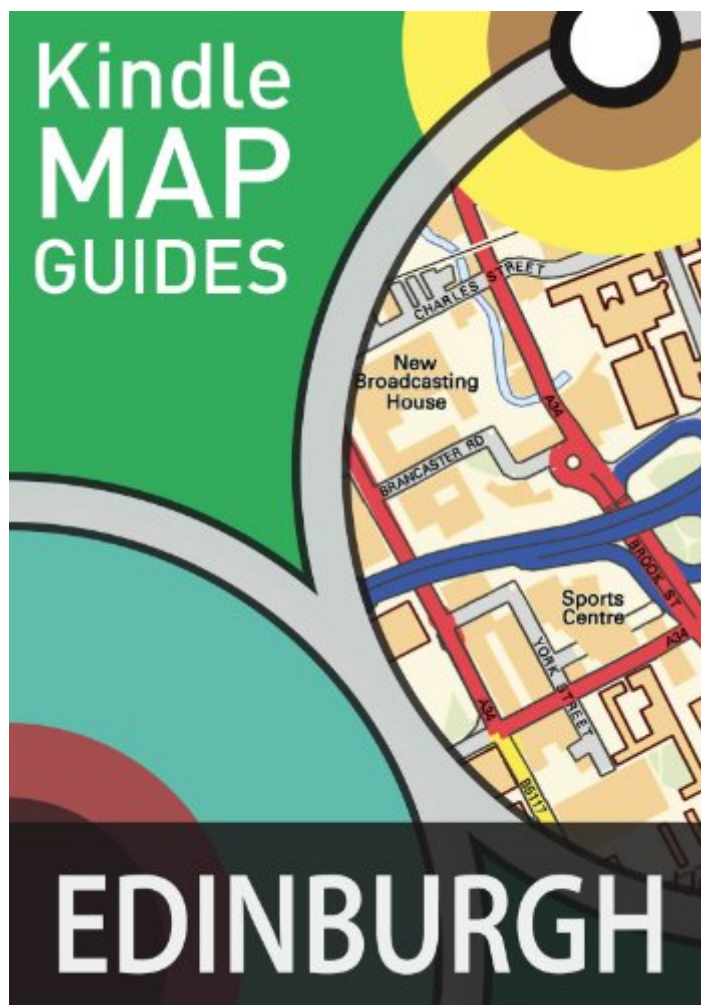 Kindle
MAP
GUIDES
CHARLES STREET
New
Broadcasting
House
A34
BRANCASTER RD
BROOK ST
Sports
Centre
A34
YORK STREET
A34
B5117
EDINBURGH